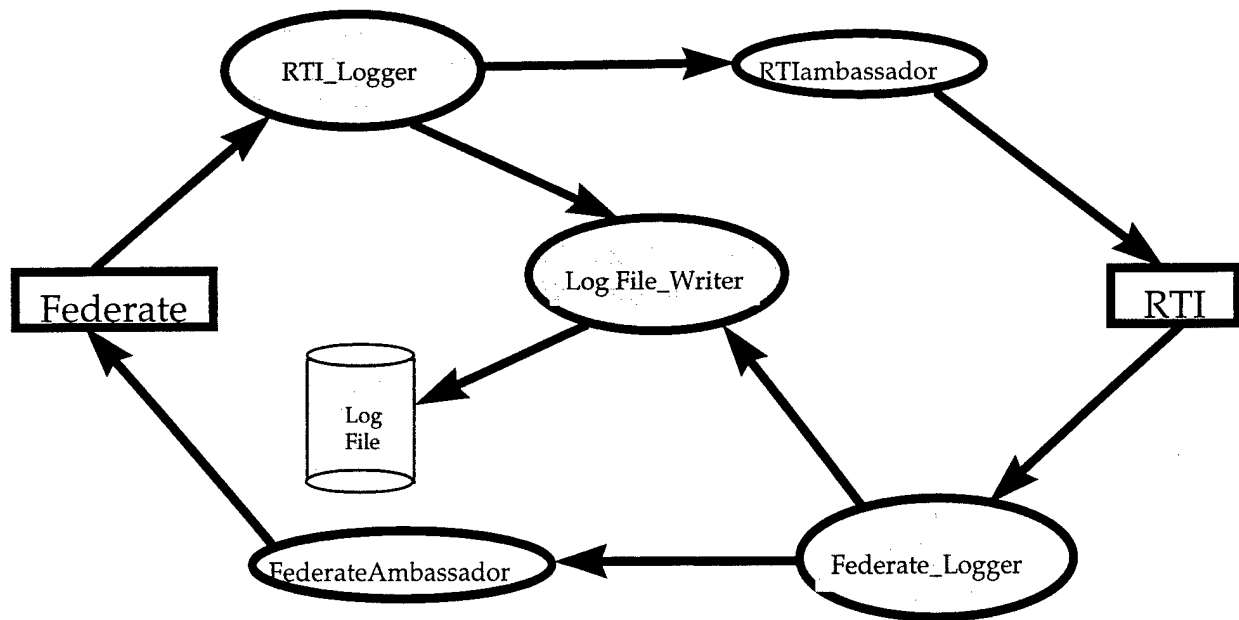 RTI_Logger
RTIambassador
Log File_Writer
Federate
RTI
Log
File
FederateAmbassador
Federate_Logger